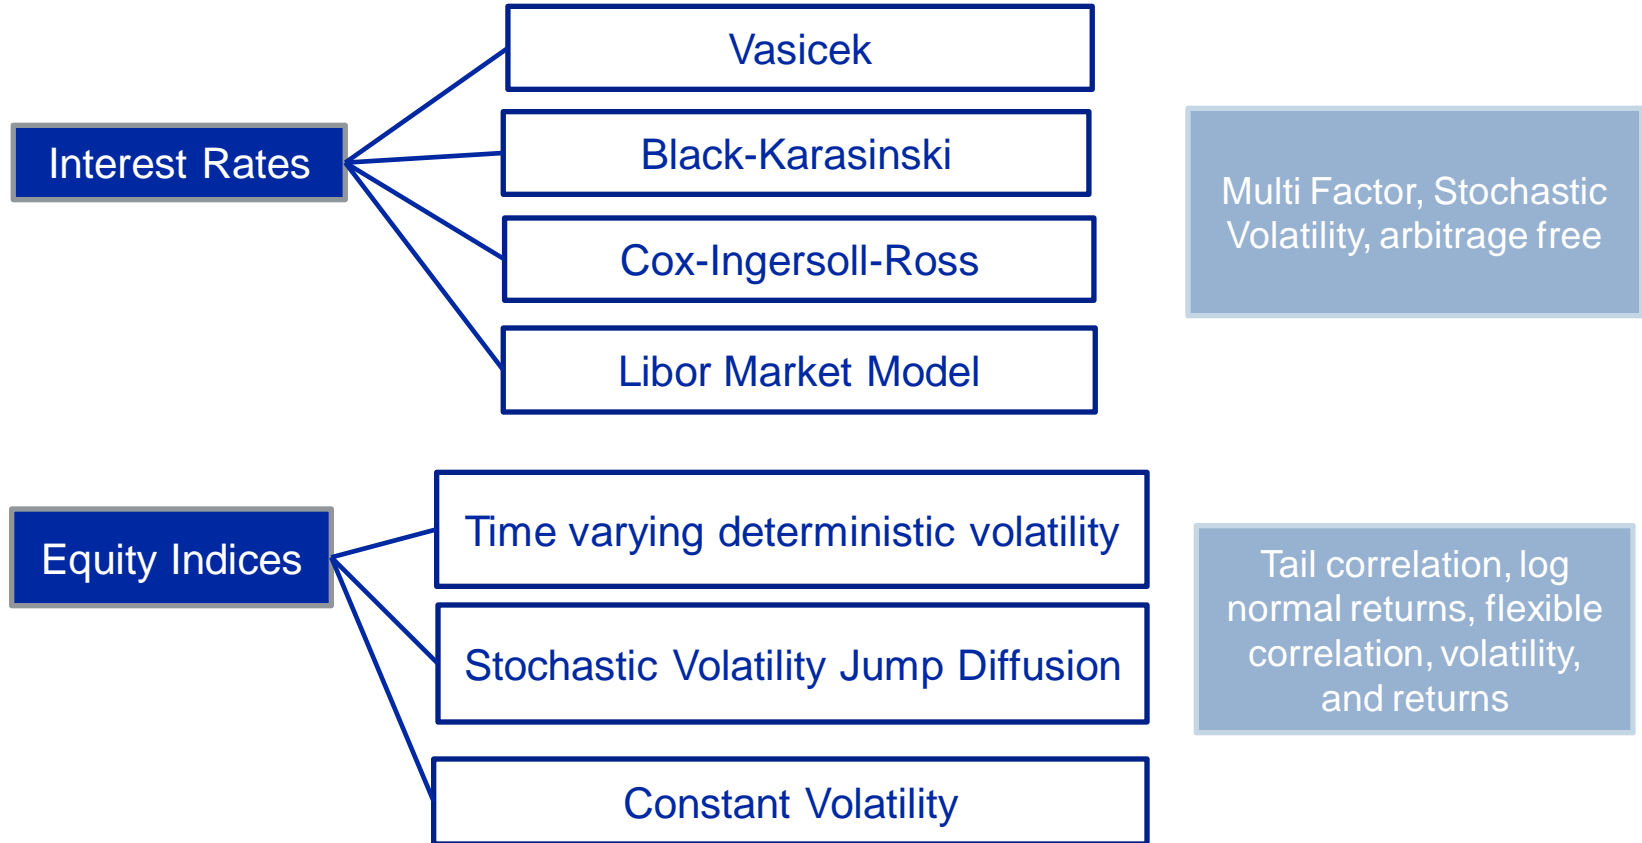 Vasicek
Interest Rates
Black-Karasinski
Cox-Ingersoll-Ross
Libor Market Model
Multi Factor, Stochastic
Volatility, arbitrage free
Equity Indices
Time varying deterministic volatility
Stochastic Volatility Jump Diffusion
Constant Volatility
Tail correlation, log
normal returns, flexible
correlation, volatility,
and returns